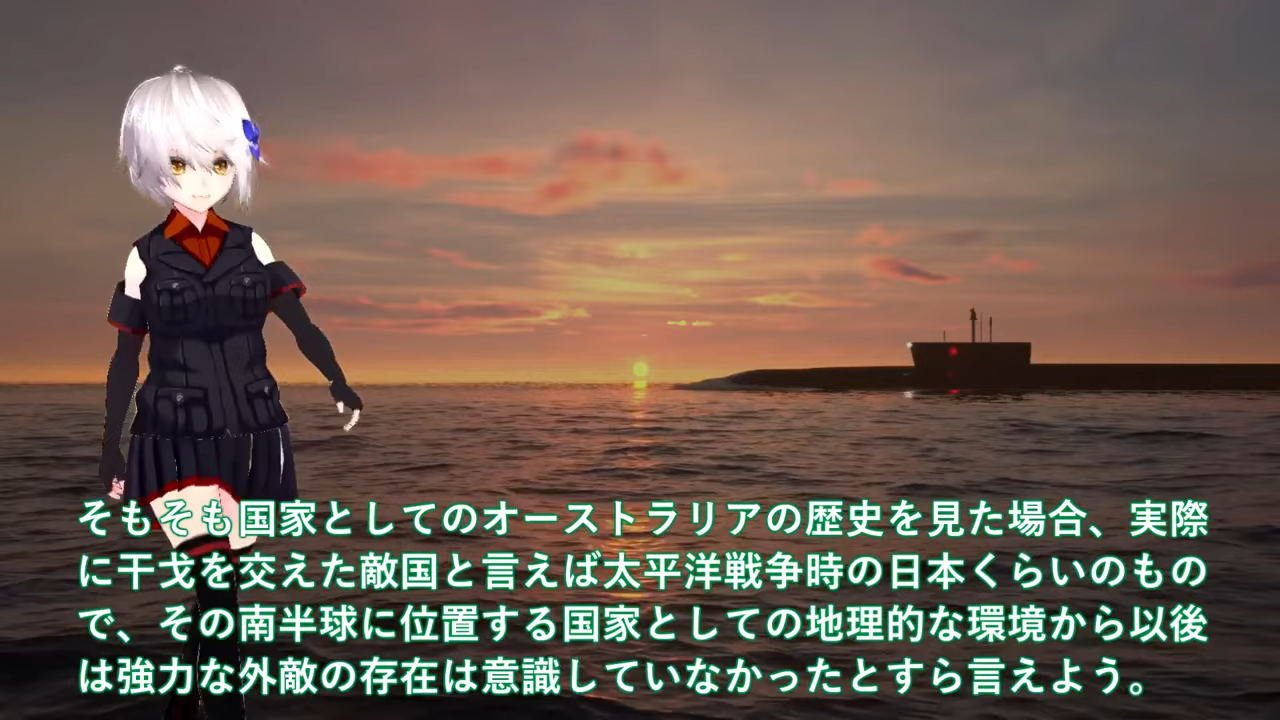 そもそも国家としてのオーストラリアの歴史を見た場合、実際
に干戈を交えた敵国と言えば太平洋戦争時の日本くらいのもの
で、その南半球に位置する国家としての地理的な環境から以後
は強力な外敵の存在は意識していなかったとすら言えよう。